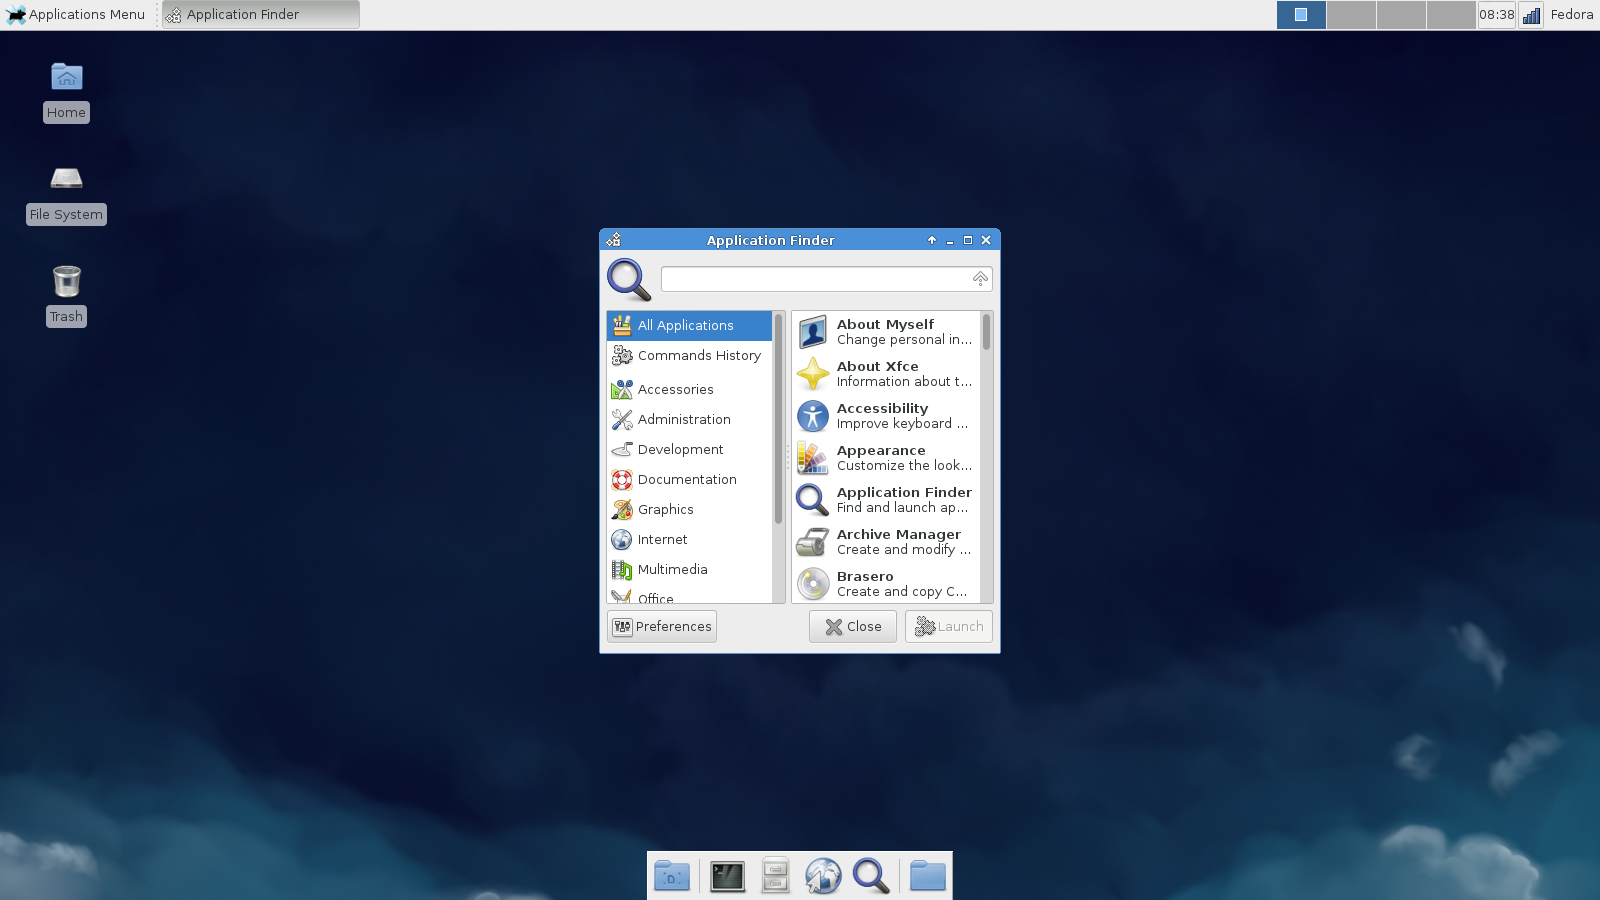 Applications Menu
Application Finder
08:38
Fedora
Home
File System
Trash
Application Finder
All Applications
Commands History
Accessories
Administration
Development
Documentation
Graphics
Internet
Multimedia
Office
About Myself
Change personal in...
About Xfce
Information about t...
Accessibility
Improve keyboard ...
Appearance
Customize the look...
Application Finder
Find and launch ap...
Archive Manager
Create and modify ...
Brasero
Create and copy C...
Preferences
Close
Launch